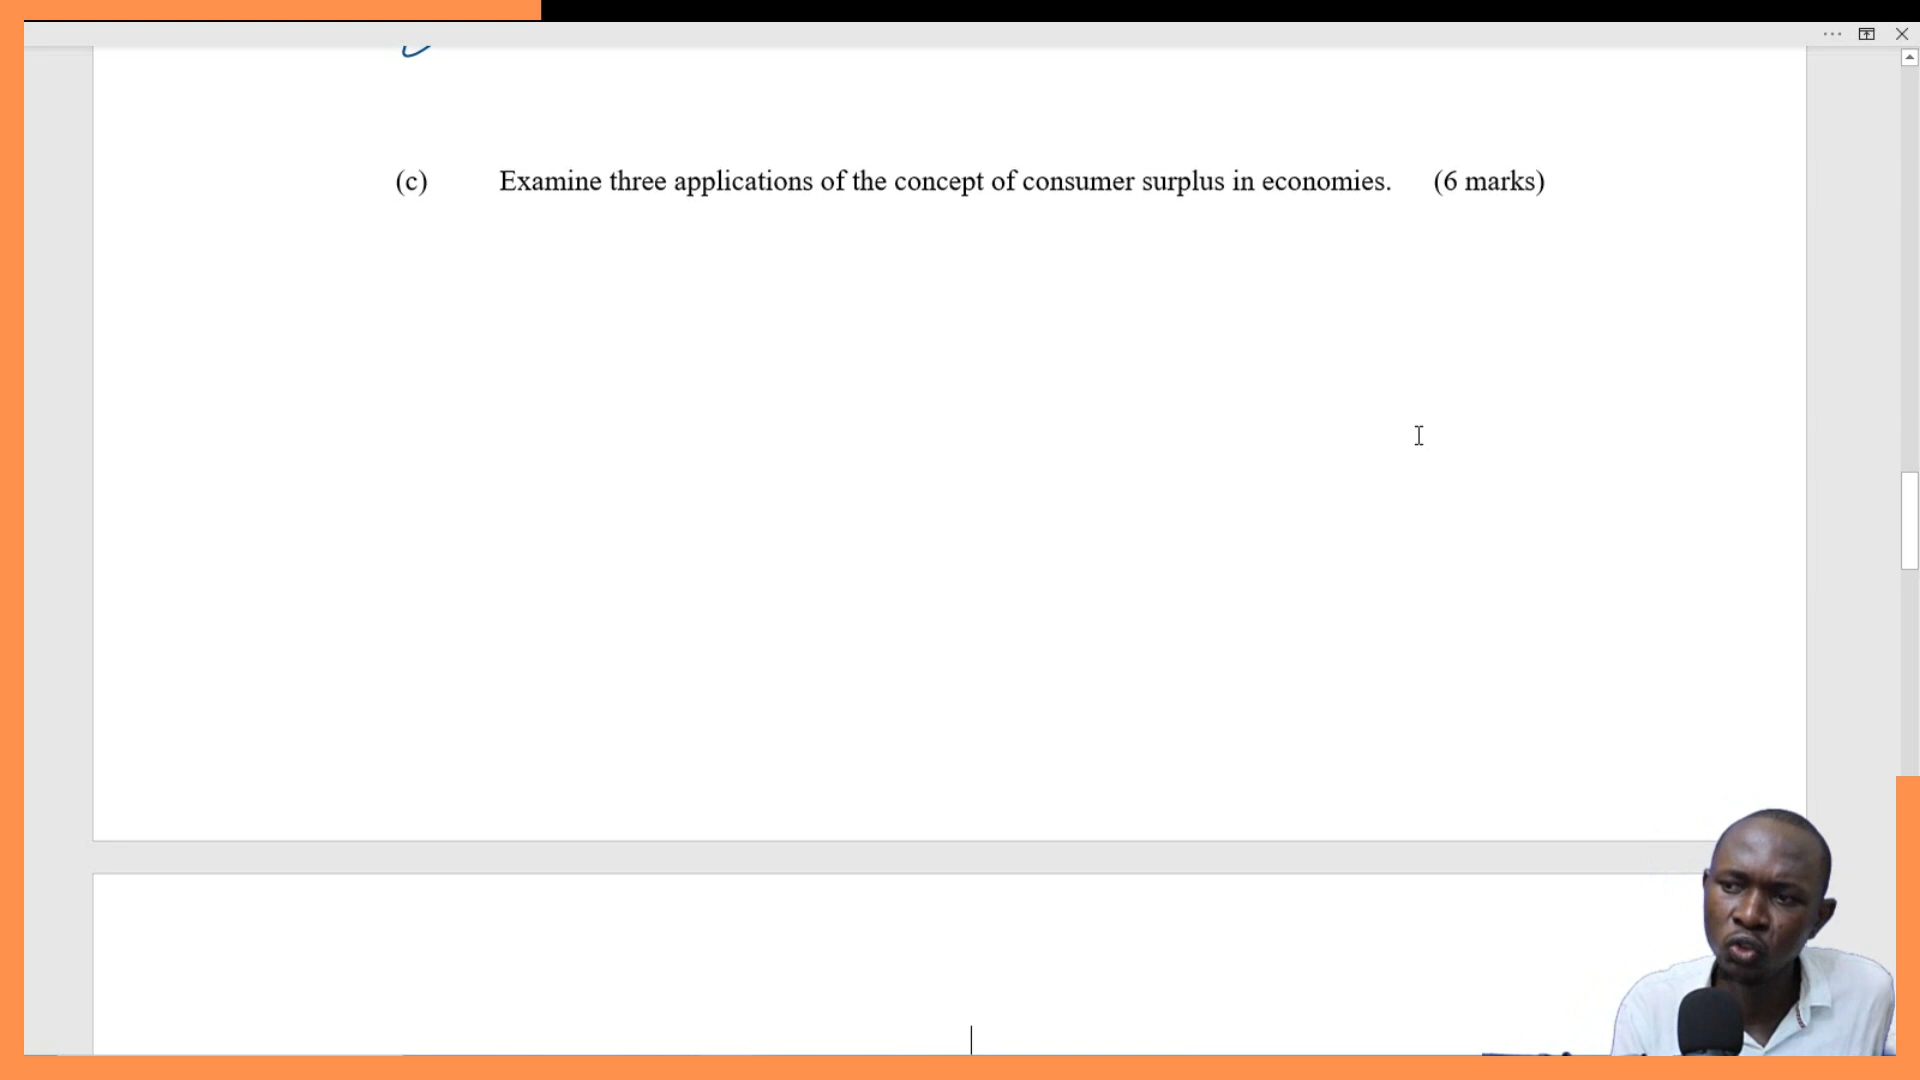 (c) Examine three applications of the concept of consumer surplus in economies. (6 marks)